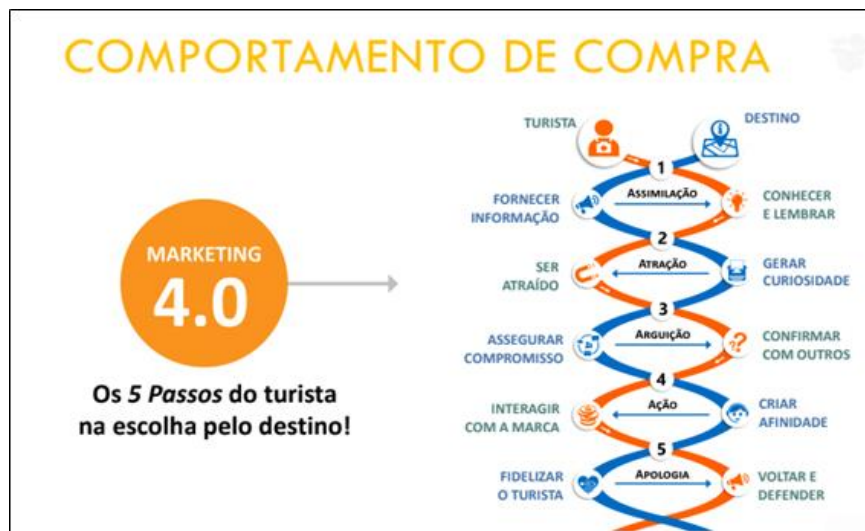 COMPORTAMENTO DE COMPRA
TURISTA
DESTINO
1
FORNECER
INFORMAÇÃO
ASSIMILAÇÃO
CONHECER
E LEMBRAR
2
SER
ATRAÍDO
ATRAÇÃO
GERAR
CURIOSIDADE
MARKETING
4.0
3
ASSEGURAR
COMPROMISSO
ARGUIÇÃO
CONFIRMAR
COM OUTROS
Os 5 Passos do turista
na escolha pelo destino!
4
INTERAGIR
COM A MARCA
AÇÃO
CRIAR
AFINIDADE
5
FIDELIZAR
O TURISTA
APOLOGIA
VOLTAR E
DEFENDER